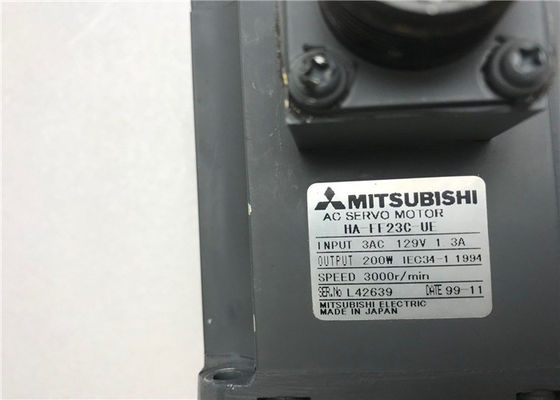 MITSUBISHI
AC SERVO MOTOR
HA-FF23C-UE
INPUT 3AC 129V 1.3A
OUTPUT 200W IEC34-1 1994
SPEED 3000r/min
SER.No L42639 DATE 99-11
MITSUBISHI ELECTRIC
MADE IN JAPAN